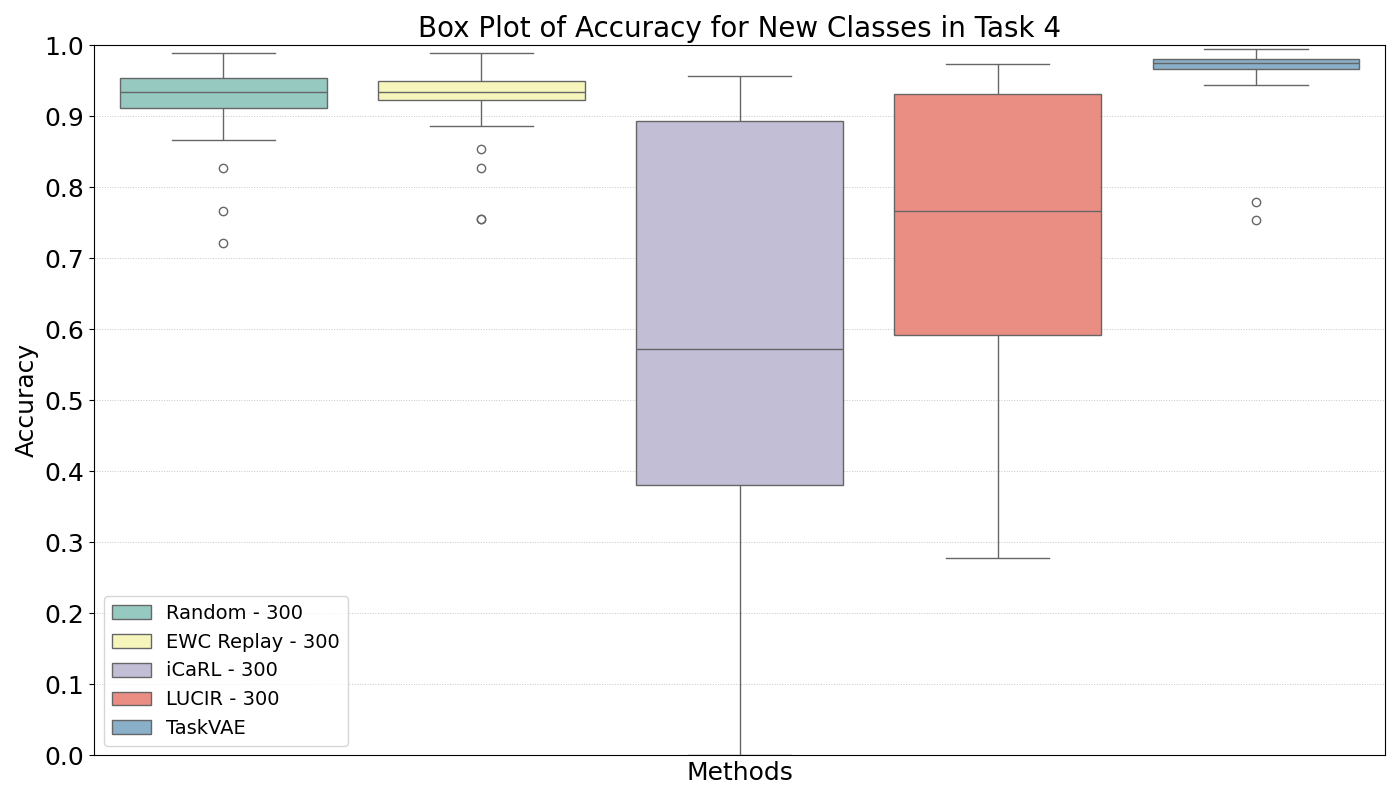 Box Plot of Accuracy for New Classes in Task 4
1.0
0.9
0.8
0.7
0.6
0.5
0.4
0.3
0.2
0.1
0.0
Accuracy
Random - 300
EWC Replay - 300
iCaRL - 300
LUCIR - 300
TaskVAE
Methods